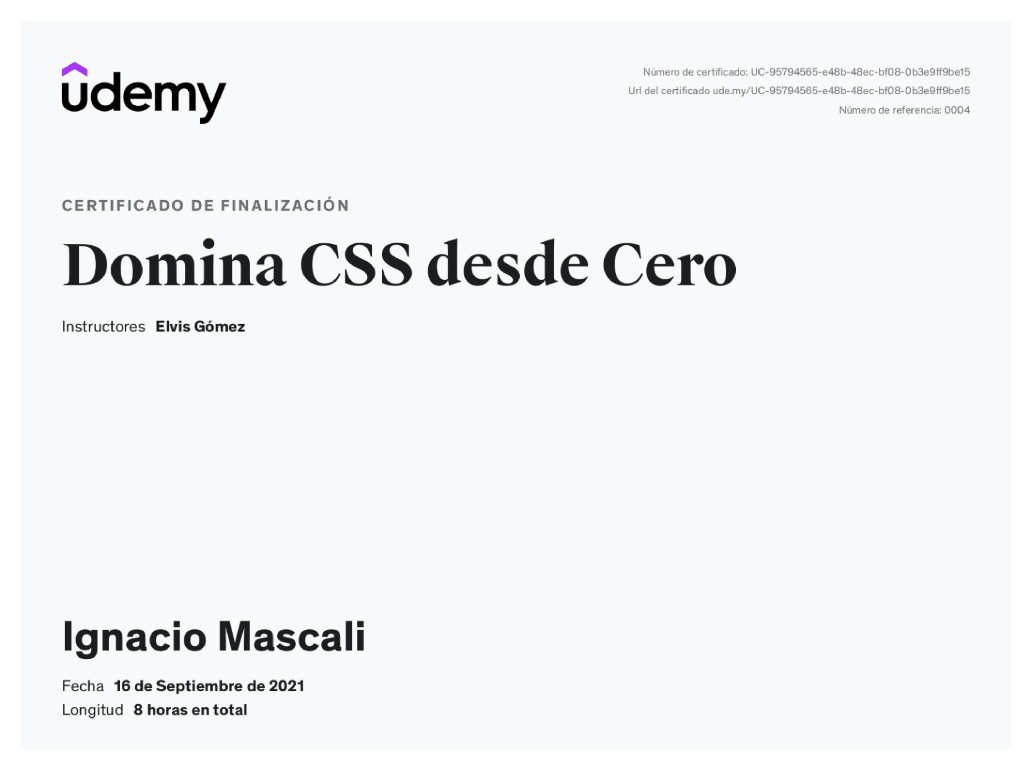 udemy
Número de certificado: UC-95794565-e48b-48ec-bf08-0b3e9ff9be15
Url del certificado ude.my/UC-95794565-e48b-48ec-bf08-0b3e9ff9be15
Número de referencia: 0004
CERTIFICADO DE FINALIZACIÓN
Domina CSS desde Cero
Instructores Elvis Gómez
Ignacio Mascali
Fecha 16 de Septiembre de 2021
Longitud 8 horas en total